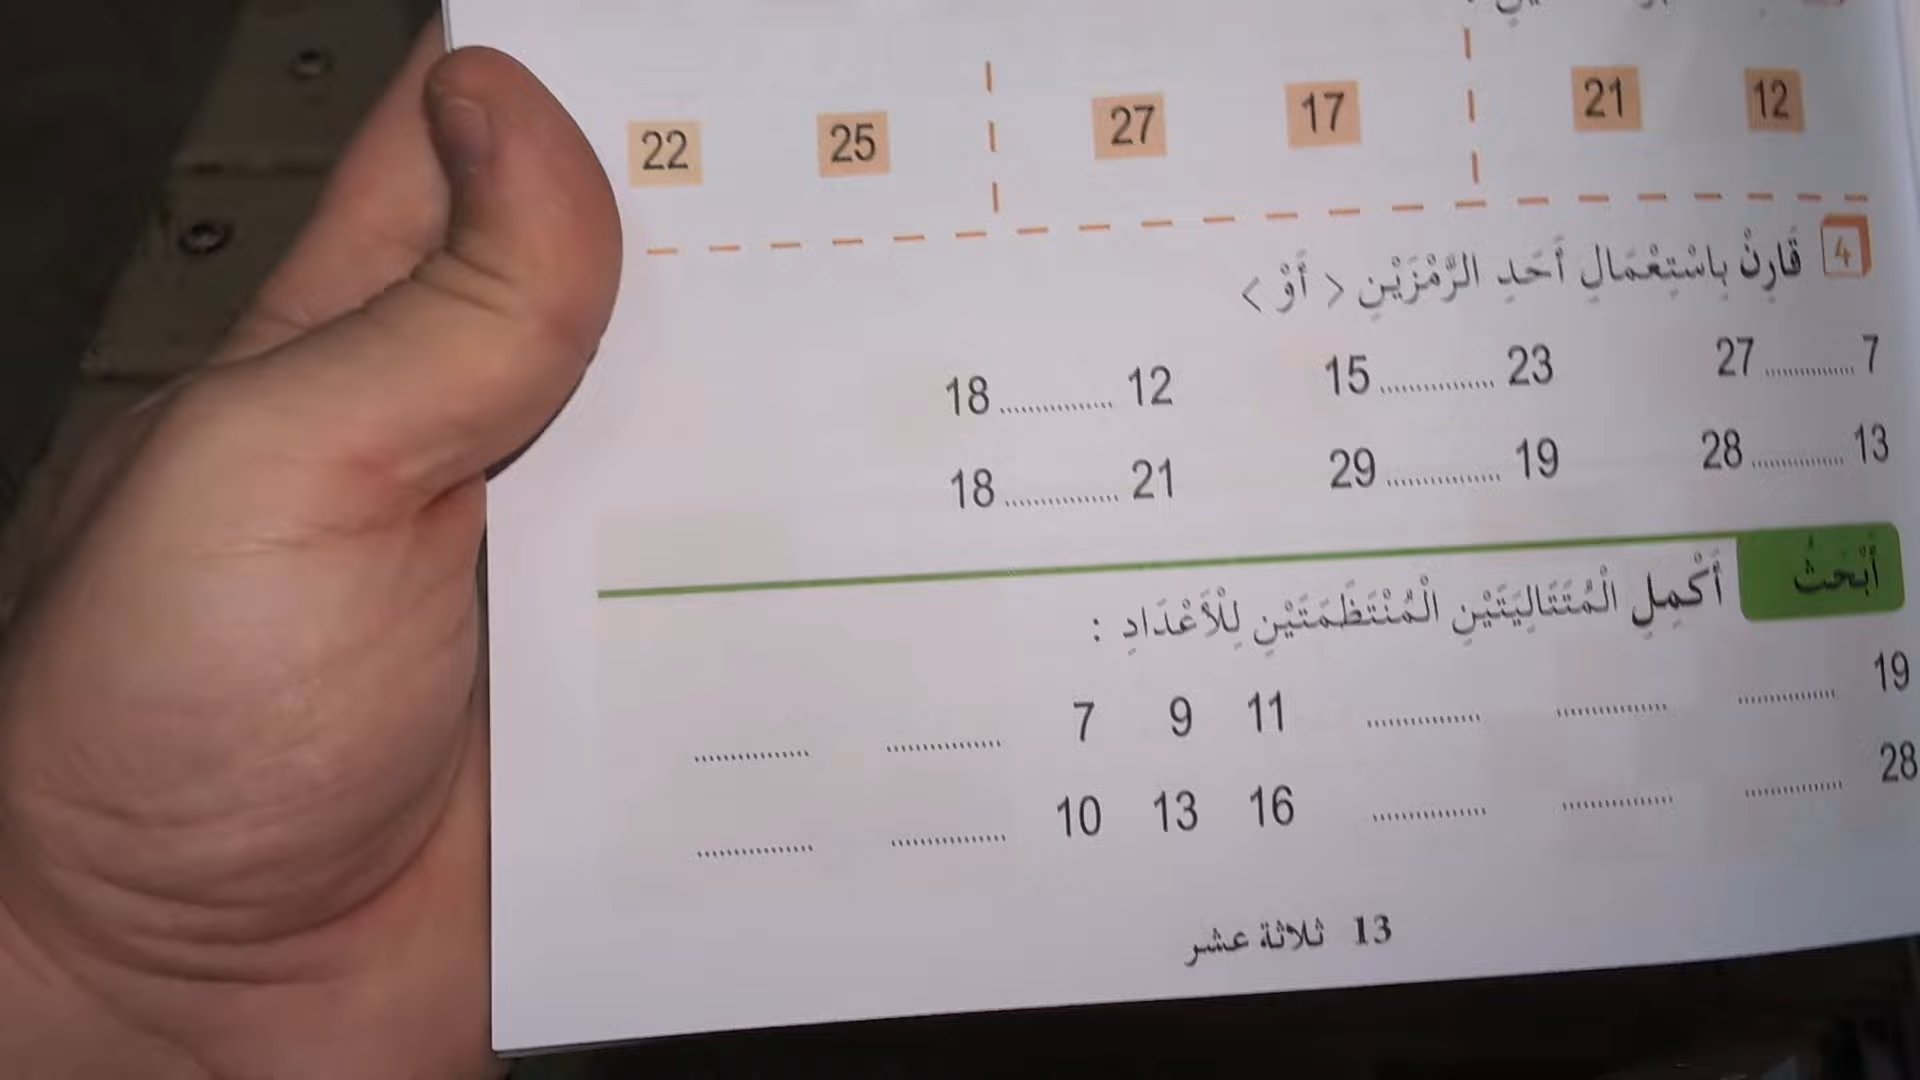 22 25 27 17 21 12
4 قَارِنْ بِاسْتِعْمَالِ أَحَدِ الرَّمْزَيْنِ < أَوْ >
18 ............... 12 15 ............... 23 27 ............... 7
18 ............... 21 29 ............... 19 28 ............... 13
أَبْحَثُ
أَكْمِلِ الْمُتَتَالِيَتَيْنِ الْمُنْتَظَمَتَيْنِ لِلْأَعْدَادِ :
............... ............... 7 9 11 ............... ............... ............... 19
............... ............... 10 13 16 ............... ............... ............... 28
13 ثلاثة عشر